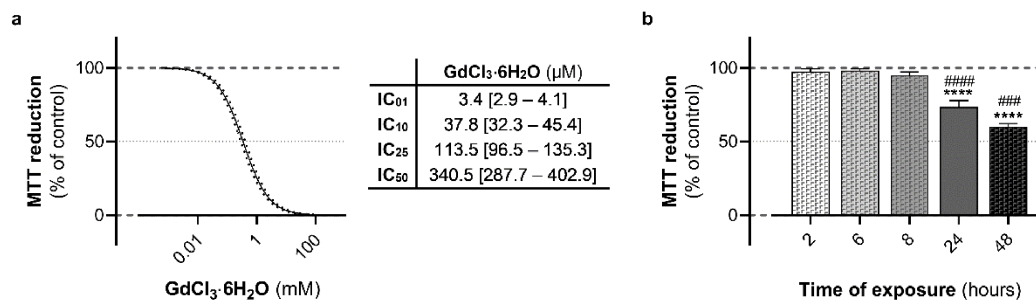 a
MTT reduction
(% of control)
100
50
0
0.01
1
100
GdCl₃·6H₂O (mM)
GdCl₃·6H₂O (µM)
IC₀₁ 3.4 [2.9 – 4.1]
IC₁₀ 37.8 [32.3 – 45.4]
IC₂₅ 113.5 [96.5 – 135.3]
IC₅₀ 340.5 [287.7 – 402.9]
b
MTT reduction
(% of control)
100
50
0
####
****
###
****
2
6
8
24
48
Time of exposure (hours)